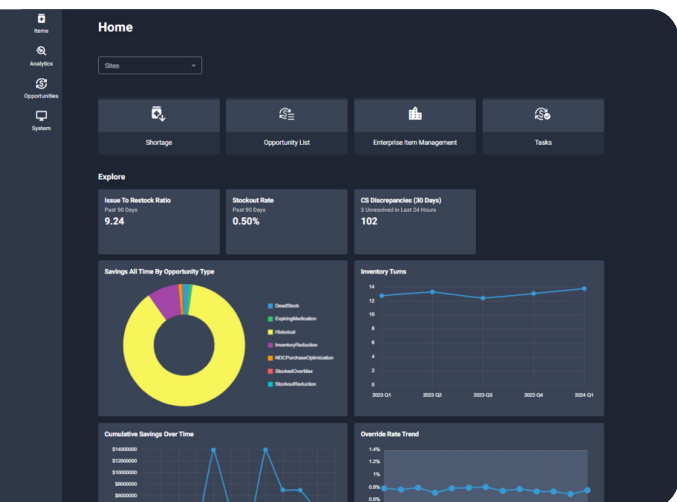 Items
Analytics
Opportunities
System
Home
Sites
Shortage
Opportunity List
Enterprise Item Management
Tasks
Explore
Issue To Restock Ratio
Past 90 Days
9.24
Stockout Rate
Past 90 Days
0.50%
CS Discrepancies (30 Days)
3 Unresolved in Last 24 Hours
102
Savings All Time By Opportunity Type
DeadStock
ExpiringMedication
Historical
InventoryReduction
NDCPurchaseOptimization
StockedOverMax
StockoutReduction
Inventory Turns
14
12
10
8
6
4
2
0
2023 Q1
2023 Q2
2023 Q3
2023 Q4
2024 Q1
Cumulative Savings Over Time
$14000000
$12000000
$10000000
$8000000
$6000000
Override Rate Trend
1.4%
1.2%
1%
0.8%